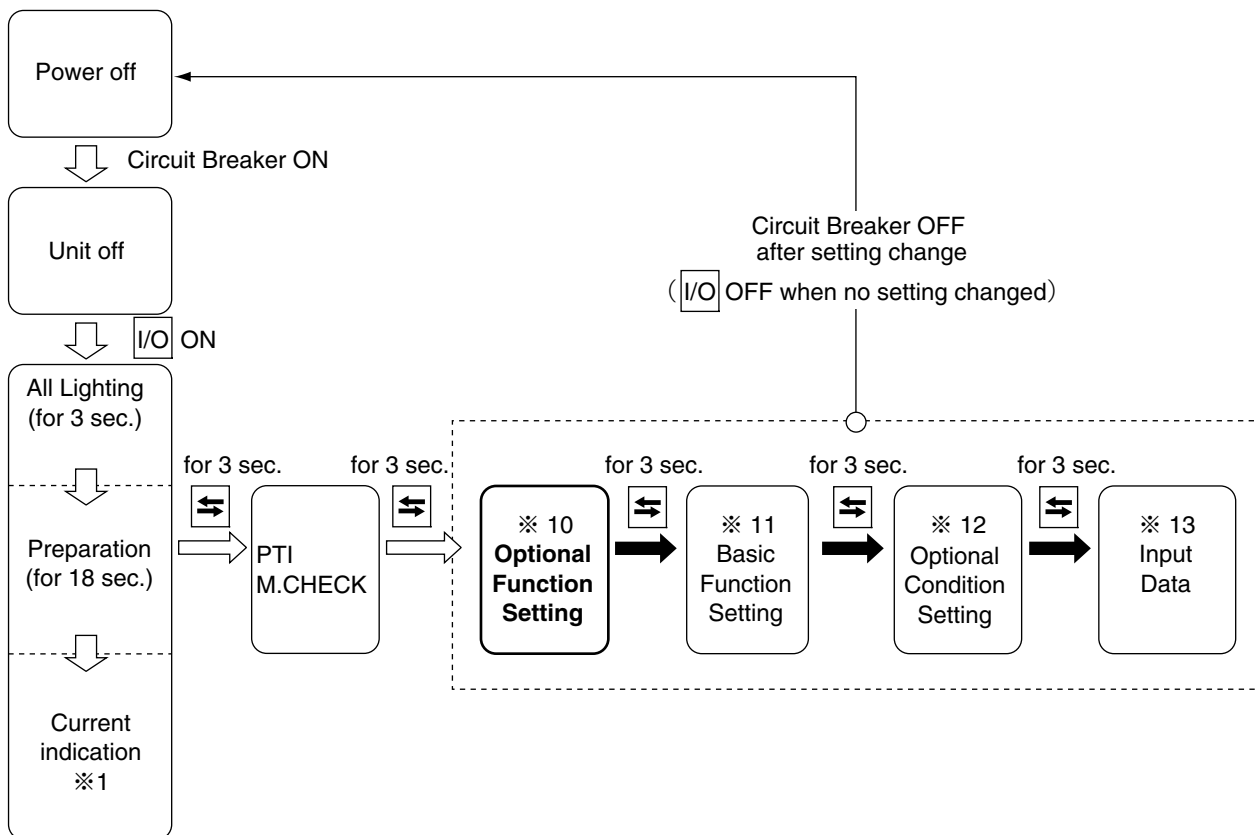 Power off
Circuit Breaker ON
Unit off
I/O ON
All Lighting
(for 3 sec.)
Preparation
(for 18 sec.)
Current
indication
※1
for 3 sec.
PTI
M.CHECK
for 3 sec.
※ 10
Optional
Function
Setting
for 3 sec.
※ 11
Basic
Function
Setting
for 3 sec.
※ 12
Optional
Condition
Setting
for 3 sec.
※ 13
Input
Data
Circuit Breaker OFF
after setting change
( I/O OFF when no setting changed)